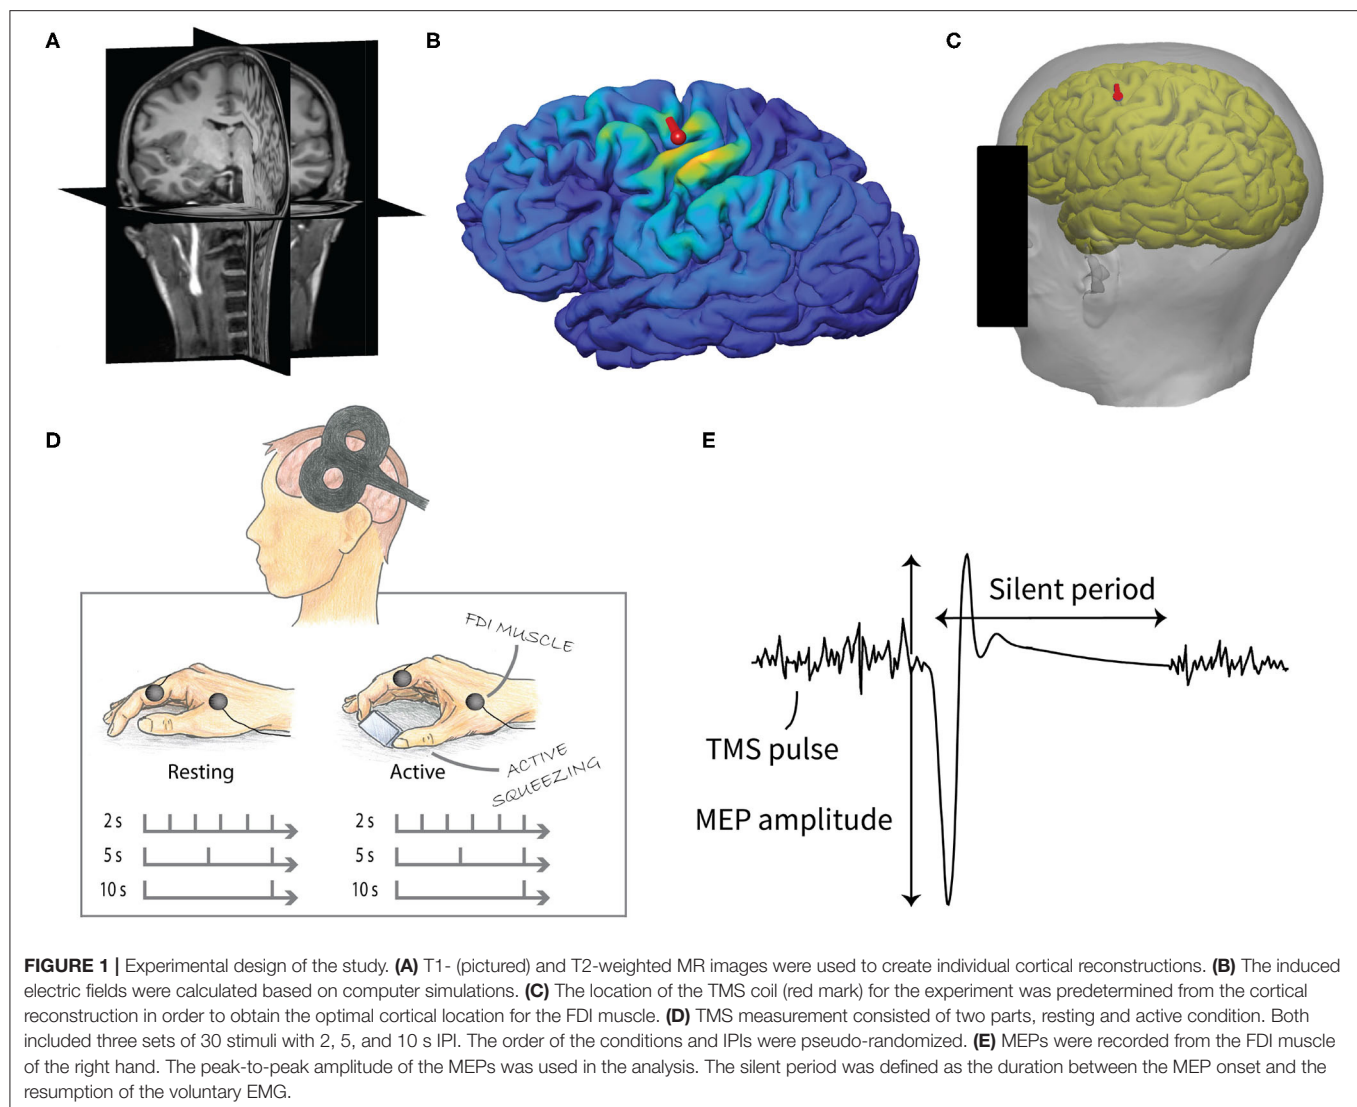 A
B
C
D
E
FDI MUSCLE
Resting
Active
ACTIVE
SQUEEZING
2 s
5 s
10 s
2 s
5 s
10 s
Silent period
TMS pulse
MEP amplitude
FIGURE 1 | Experimental design of the study. (A) T1- (pictured) and T2-weighted MR images were used to create individual cortical reconstructions. (B) The induced
electric fields were calculated based on computer simulations. (C) The location of the TMS coil (red mark) for the experiment was predetermined from the cortical
reconstruction in order to obtain the optimal cortical location for the FDI muscle. (D) TMS measurement consisted of two parts, resting and active condition. Both
included three sets of 30 stimuli with 2, 5, and 10 s IPI. The order of the conditions and IPIs were pseudo-randomized. (E) MEPs were recorded from the FDI muscle
of the right hand. The peak-to-peak amplitude of the MEPs was used in the analysis. The silent period was defined as the duration between the MEP onset and the
resumption of the voluntary EMG.